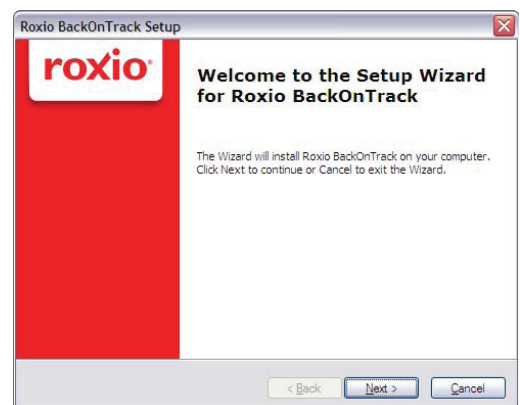 Roxio BackOnTrack Setup
roxio
Welcome to the Setup Wizard
for Roxio BackOnTrack
The Wizard will install Roxio BackOnTrack on your computer.
Click Next to continue or Cancel to exit the Wizard.
< Back Next > Cancel